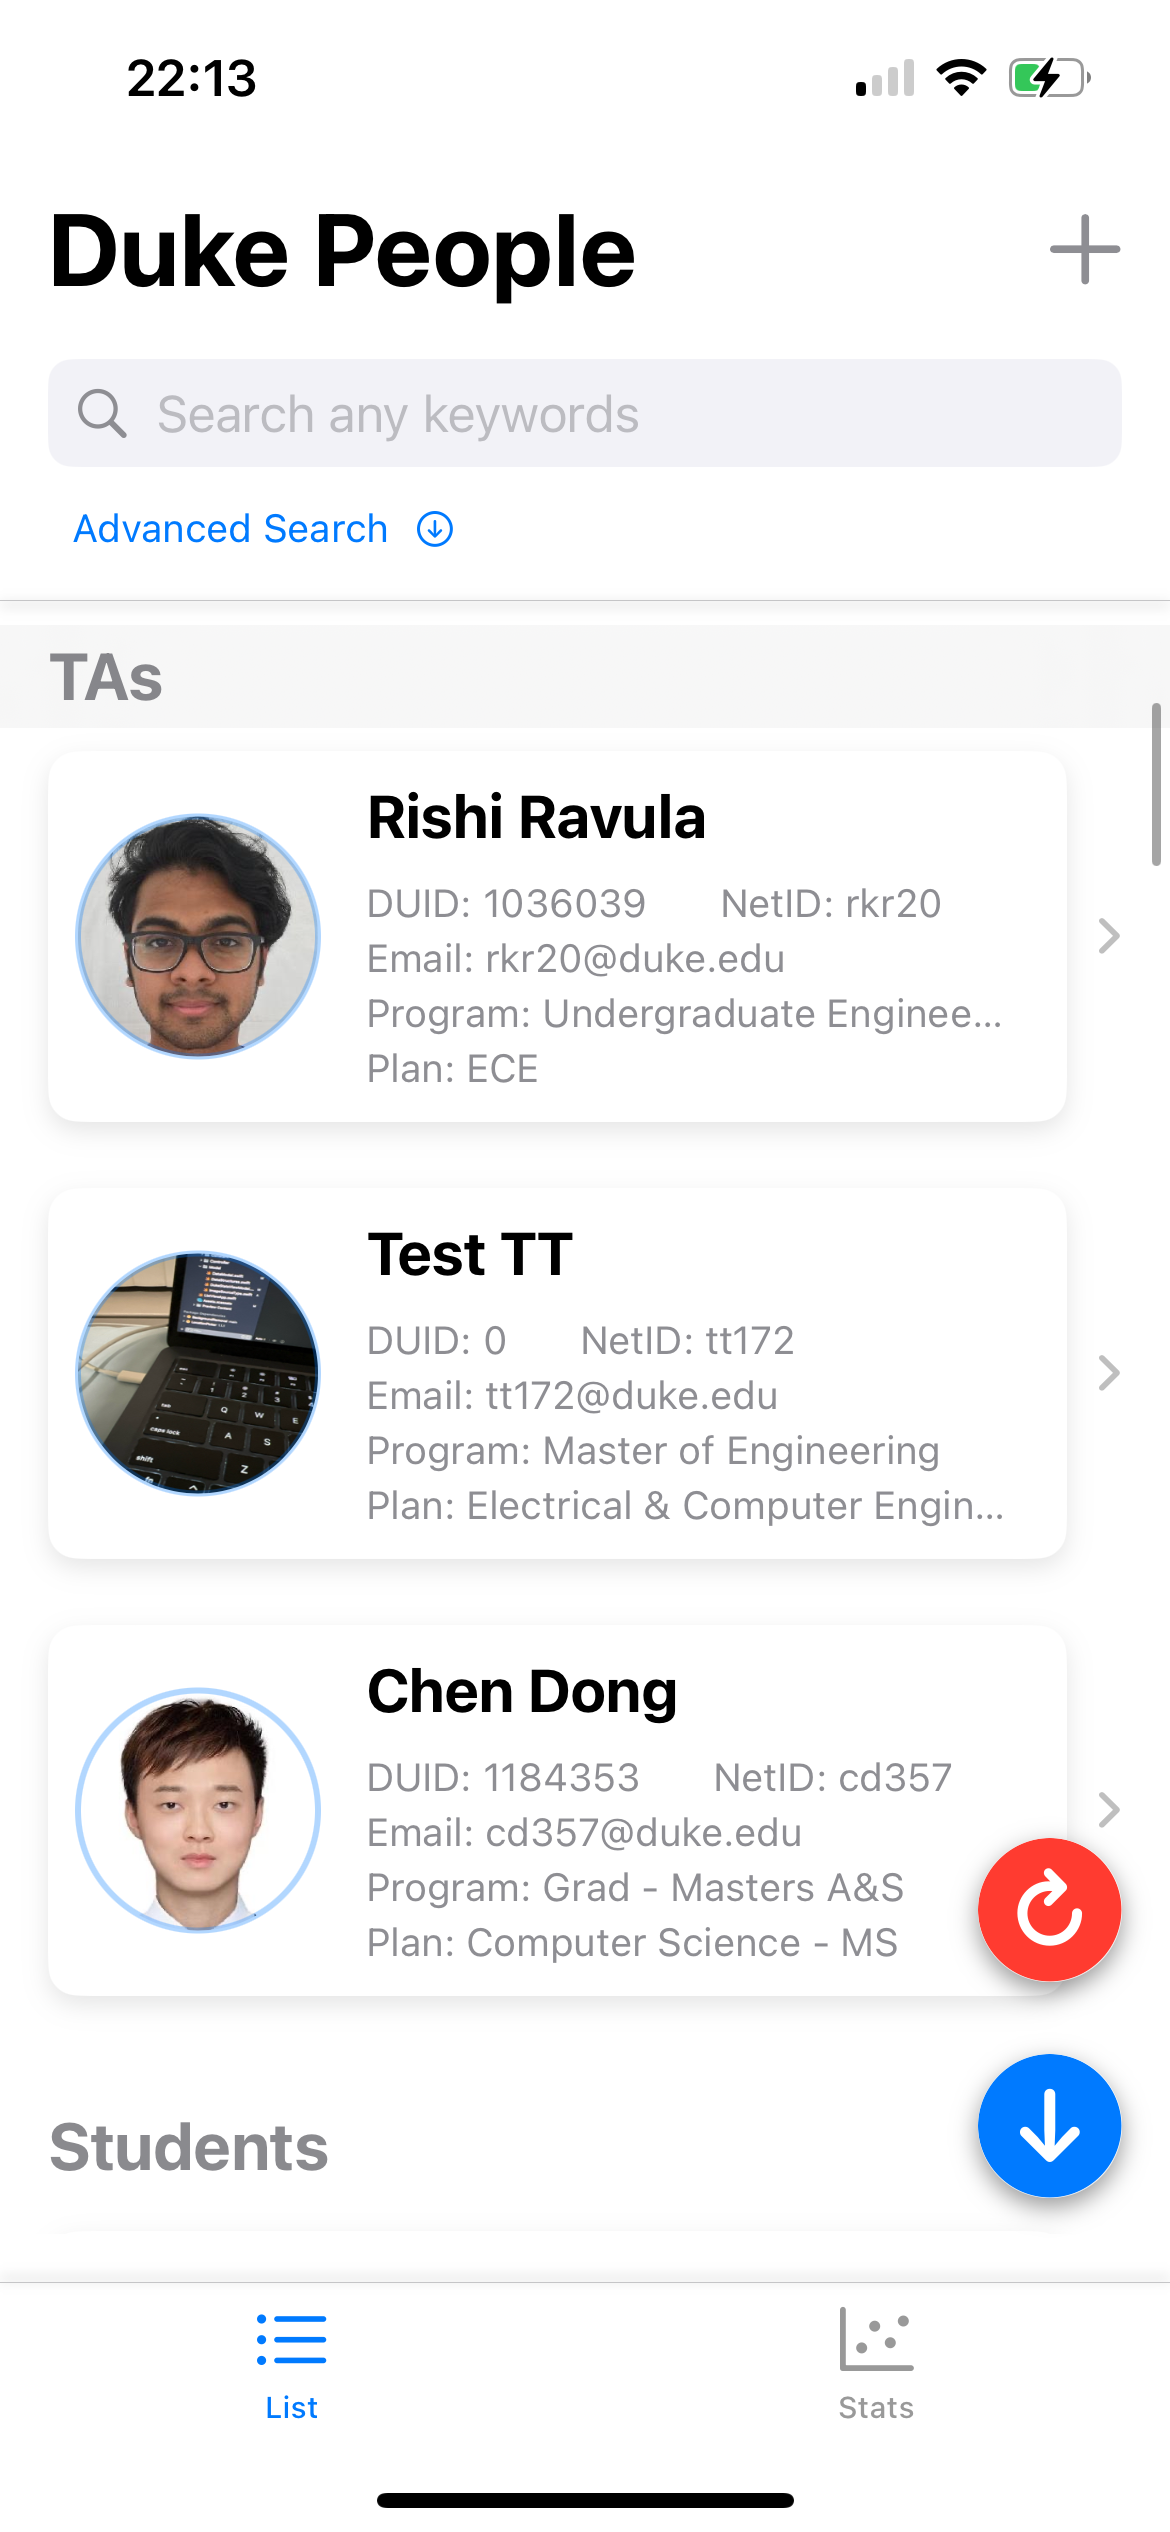 22:13
Duke People
Search any keywords
Advanced Search
TAs
Rishi Ravula
DUID: 1036039 NetID: rkr20
Email: rkr20@duke.edu
Program: Undergraduate Enginee...
Plan: ECE
Test TT
DUID: 0 NetID: tt172
Email: tt172@duke.edu
Program: Master of Engineering
Plan: Electrical & Computer Engin...
Chen Dong
DUID: 1184353 NetID: cd357
Email: cd357@duke.edu
Program: Grad - Masters A&S
Plan: Computer Science - MS
Students
List
Stats